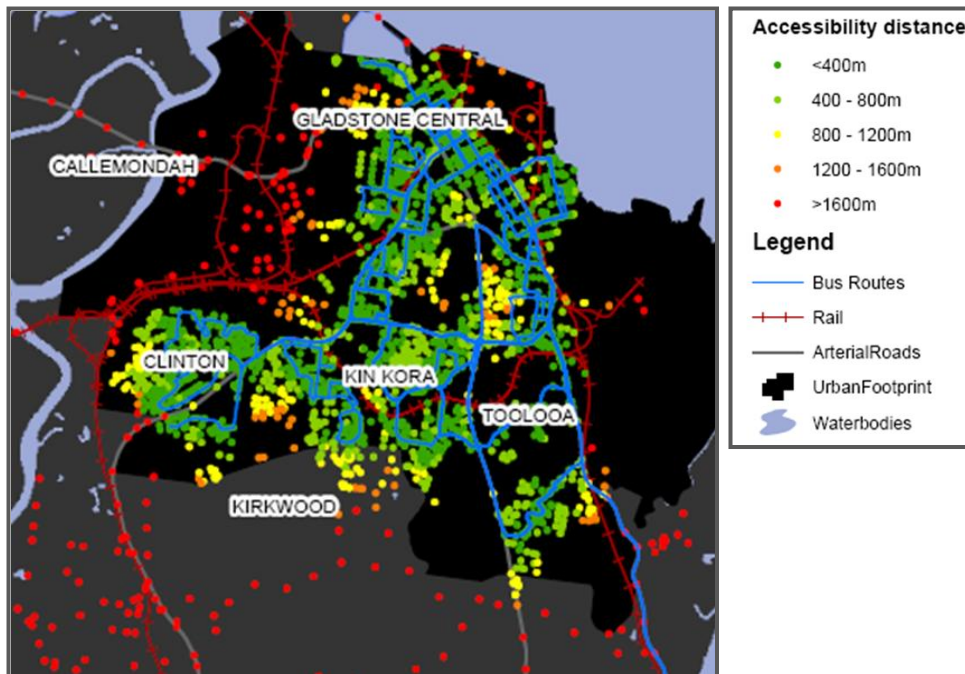 GLADSTONE CENTRAL
CALLEMONDAH
CLINTON
KIN KORA
TOOLOOA
KIRKWOOD
Accessibility distance
<400m
400 - 800m
800 - 1200m
1200 - 1600m
>1600m
Legend
Bus Routes
Rail
ArterialRoads
UrbanFootprint
Waterbodies